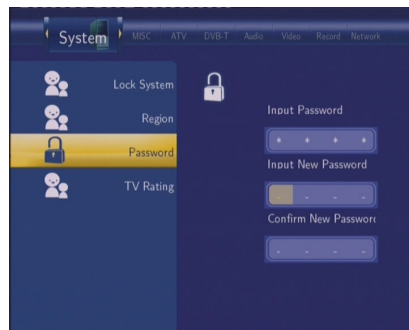 System MISC ATV DVB-T Audio Video Record Network
Lock System
Region
Password
TV Rating
Input Password
* * * *
Input New Password
- - - -
Confirm New Password
- - - -